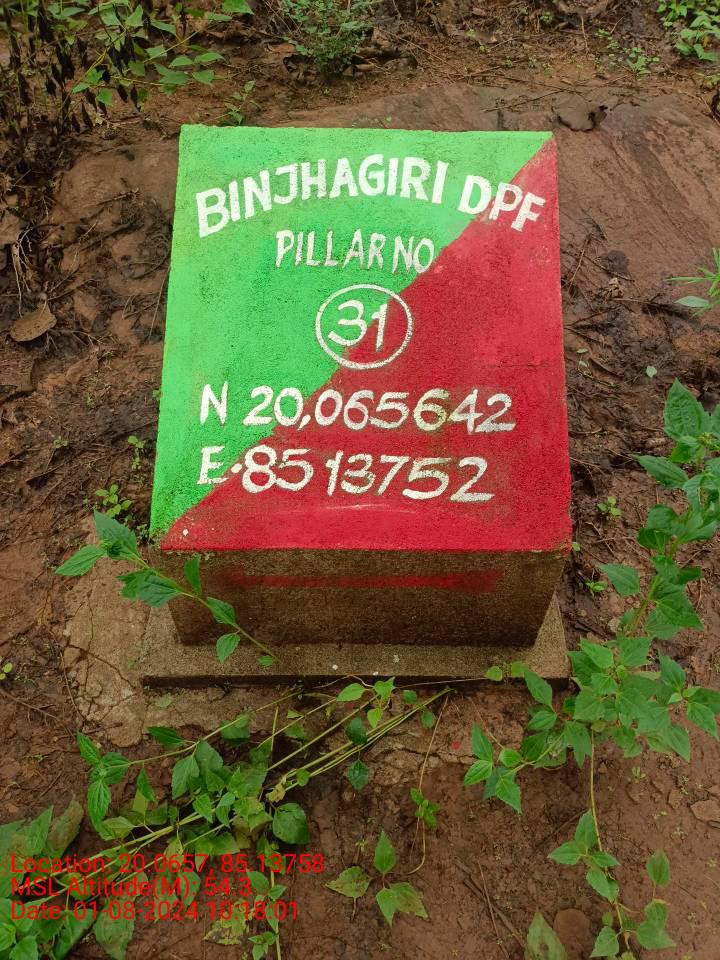 BINJHAGIRI DPF
PILLAR NO
31
N 20,065642
E·85 13752
Location: 20.0657, 85.13758
MSL Altitude(M): 54.3
Date: 01-08-2024 18:18:01